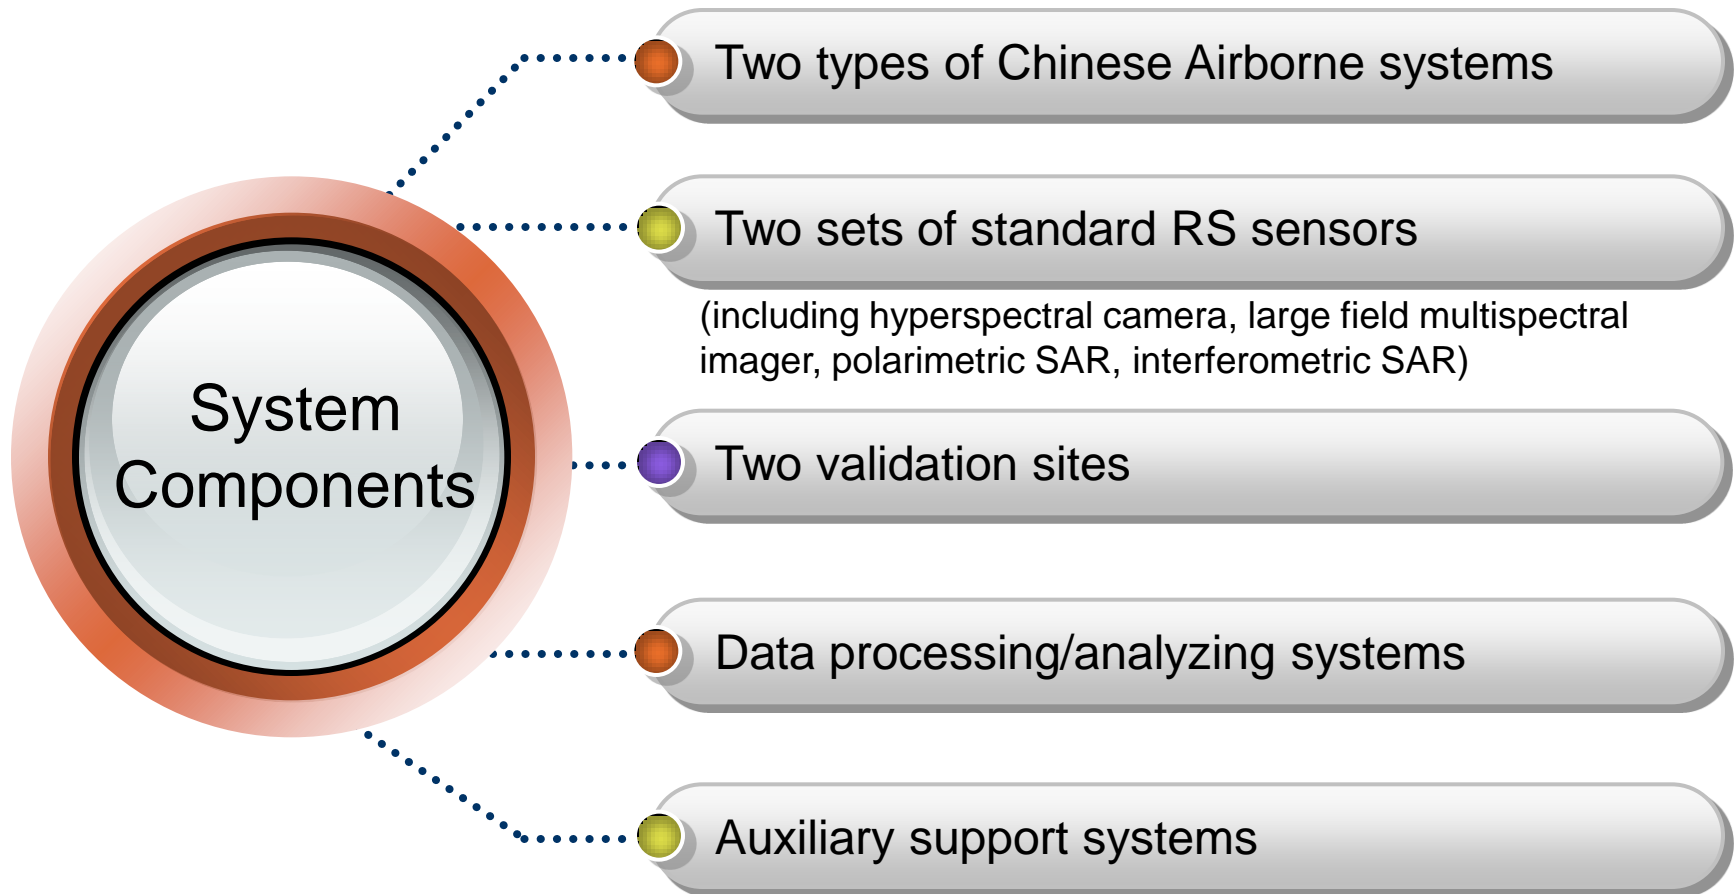 System
Components
Two types of Chinese Airborne systems
Two sets of standard RS sensors
(including hyperspectral camera, large field multispectral
imager, polarimetric SAR, interferometric SAR)
Two validation sites
Data processing/analyzing systems
Auxiliary support systems